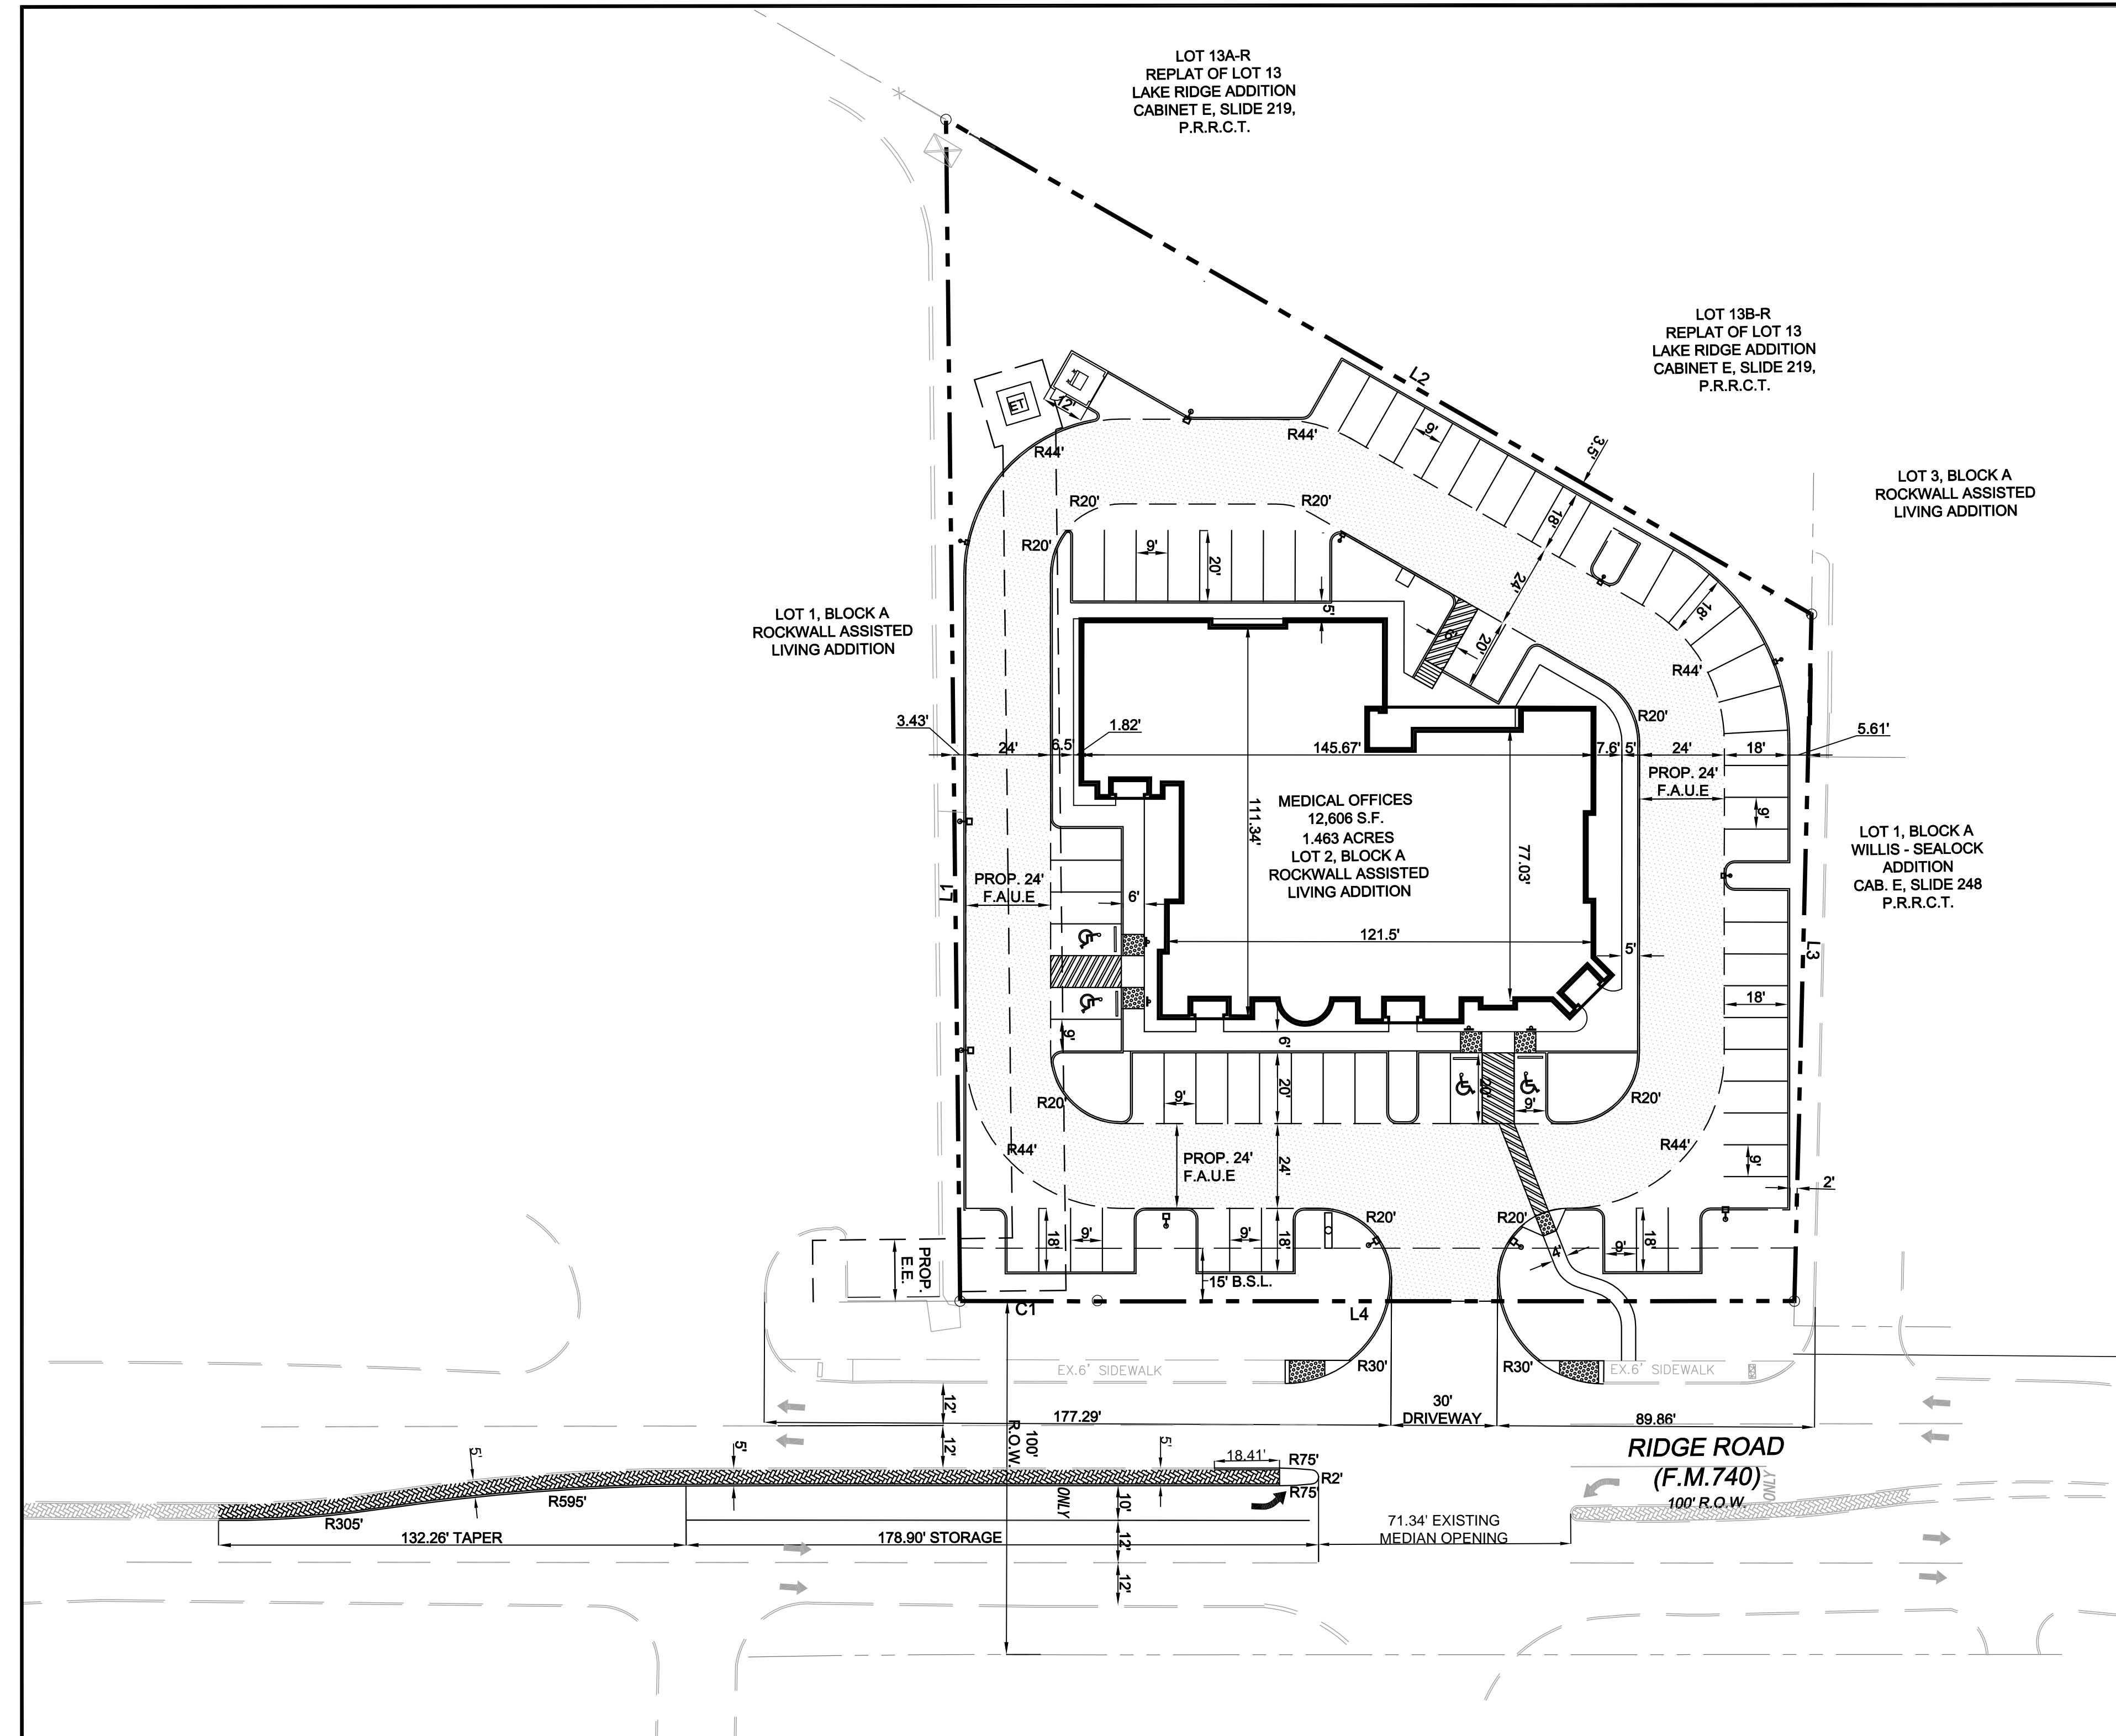 LOT 13A-R
REPLAT OF LOT 13
LAKE RIDGE ADDITION
CABINET E, SLIDE 219,
P.R.R.C.T.
LOT 13B-R
REPLAT OF LOT 13
LAKE RIDGE ADDITION
CABINET E, SLIDE 219,
P.R.R.C.T.
L2
ET
12'
R44'
R44'
9'
3.5'
LOT 3, BLOCK A
ROCKWALL ASSISTED
LIVING ADDITION
R20'
R20'
R20'
9'
20'
18'
24'
18'
5'
6'
20'
LOT 1, BLOCK A
ROCKWALL ASSISTED
LIVING ADDITION
R44'
R20'
3.43'
1.82'
5.61'
24'
6.5'
145.67'
7.6'
5'
24'
18'
PROP. 24'
F.A.U.E
111.34'
MEDICAL OFFICES
12,606 S.F.
1.463 ACRES
LOT 2, BLOCK A
ROCKWALL ASSISTED
LIVING ADDITION
77.03'
9'
LOT 1, BLOCK A
WILLIS - SEALOCK
ADDITION
CAB. E, SLIDE 248
P.R.R.C.T.
L1
PROP. 24'
F.A.U.E
6'
121.5'
5'
L3
18'
9'
6'
20'
20'
9'
9'
R20'
R20'
R44'
R44'
PROP. 24'
F.A.U.E
24'
9'
2'
18'
9'
9'
18'
R20'
R20'
4'
9'
18'
PROP.
E.E.
15' B.S.L.
C1
L4
EX.6' SIDEWALK
R30'
R30'
EX.6' SIDEWALK
12'
177.29'
30'
DRIVEWAY
89.86'
12'
100'
R.O.W.
RIDGE ROAD
(F.M.740)
100' R.O.W.
ONLY
5'
5'
5'
18.41'
R75'
R2'
R75'
R595'
R305'
ONLY
10'
132.26' TAPER
178.90' STORAGE
12'
71.34' EXISTING
MEDIAN OPENING
12'